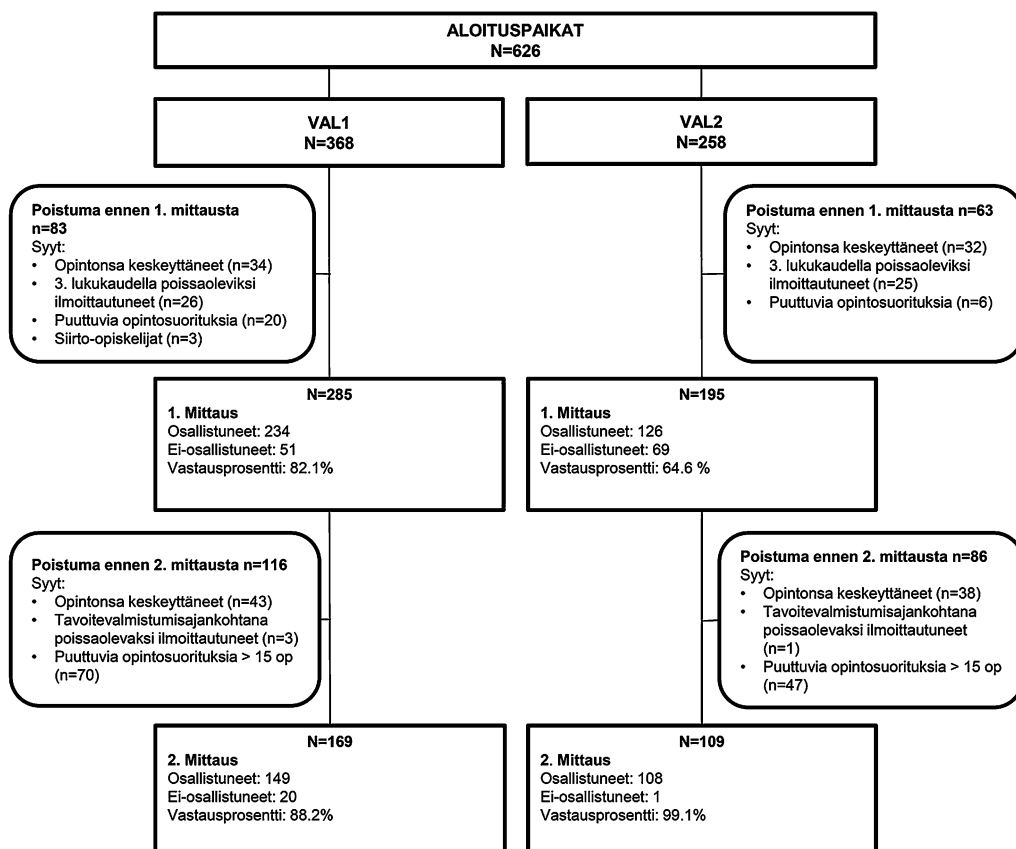 ALOITUSPAIKAT
N=626
VAL1
N=368
VAL2
N=258
Poistuma ennen 1. mittausta
n=83
Syyt:
• Opintonsa keskeyttäneet (n=34)
• 3. lukukaudella poissaoleviksi
ilmoittautuneet (n=26)
• Puuttuvia opintosuorituksia (n=20)
• Siirto-opiskelijat (n=3)
Poistuma ennen 1. mittausta n=63
Syyt:
• Opintonsa keskeyttäneet (n=32)
• 3. lukukaudella poissaoleviksi
ilmoittautuneet (n=25)
• Puuttuvia opintosuorituksia (n=6)
N=285
1. Mittaus
Osallistuneet: 234
Ei-osallistuneet: 51
Vastausprosentti: 82.1%
N=195
1. Mittaus
Osallistuneet: 126
Ei-osallistuneet: 69
Vastausprosentti: 64.6 %
Poistuma ennen 2. mittausta n=116
Syyt:
• Opintonsa keskeyttäneet (n=43)
• Tavoitevalmistumisajankohtana
poissaolevaksi ilmoittautuneet (n=3)
• Puuttuvia opintosuorituksia > 15 op
(n=70)
Poistuma ennen 2. mittausta n=86
Syyt:
• Opintonsa keskeyttäneet (n=38)
• Tavoitevalmistumisajankohtana
poissaolevaksi ilmoittautuneet
(n=1)
• Puuttuvia opintosuorituksia > 15 op
(n=47)
N=169
2. Mittaus
Osallistuneet: 149
Ei-osallistuneet: 20
Vastausprosentti: 88.2%
N=109
2. Mittaus
Osallistuneet: 108
Ei-osallistuneet: 1
Vastausprosentti: 99.1%